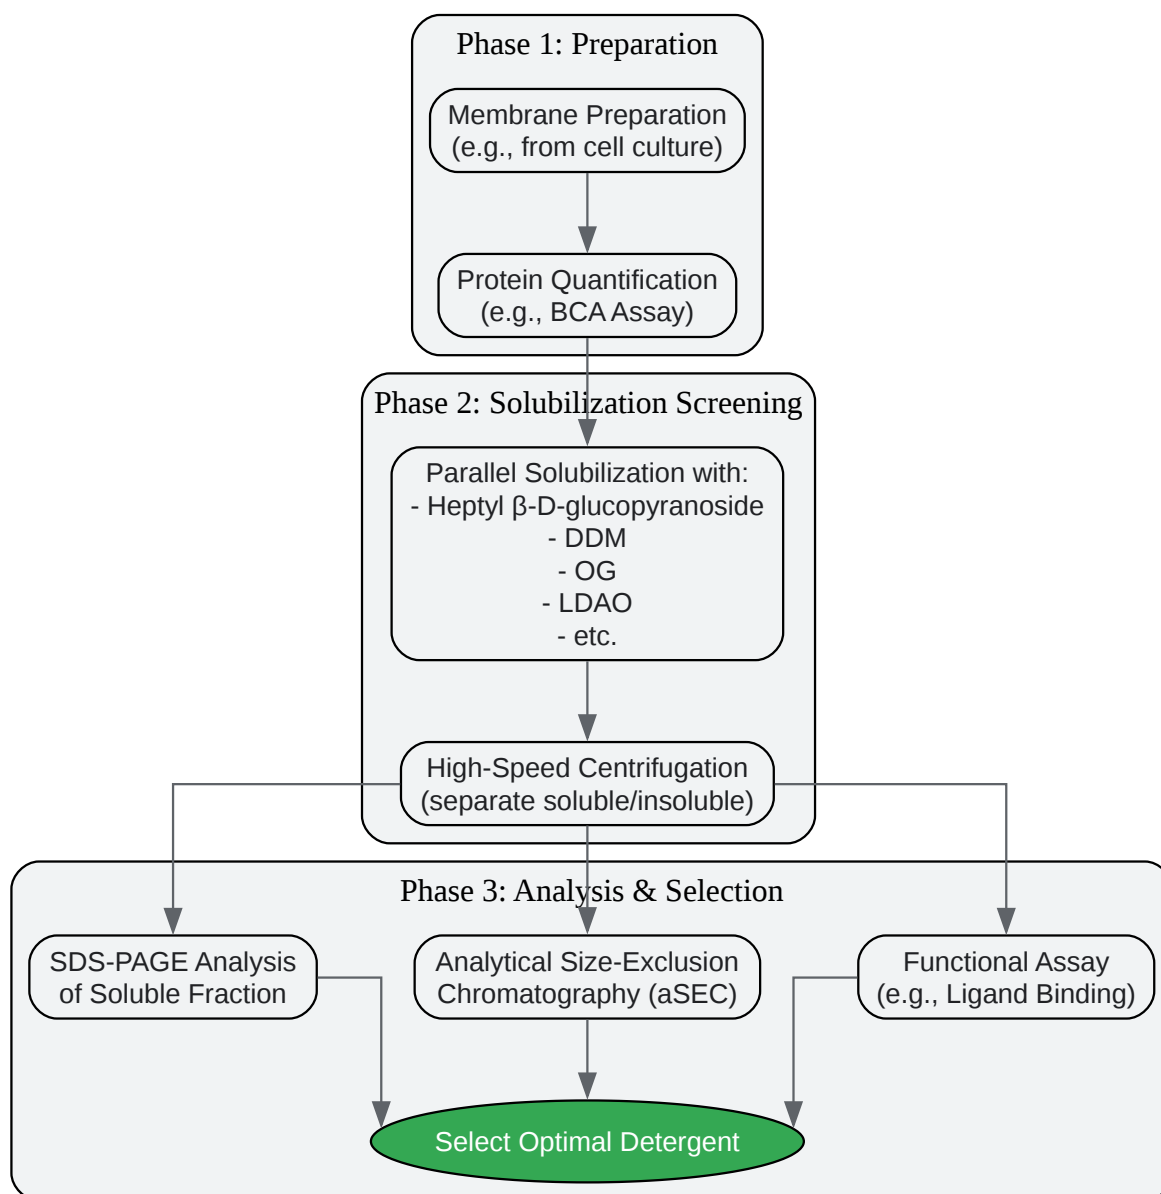 Phase 1: Preparation
Membrane Preparation
(e.g., from cell culture)
Protein Quantification
(e.g., BCA Assay)
Phase 2: Solubilization Screening
Parallel Solubilization with:
- Heptyl β-D-glucopyranoside
- DDM
- OG
- LDAO
- etc.
High-Speed Centrifugation
(separate soluble/insoluble)
Phase 3: Analysis & Selection
SDS-PAGE Analysis
of Soluble Fraction
Analytical Size-Exclusion
Chromatography (aSEC)
Functional Assay
(e.g., Ligand Binding)
Select Optimal Detergent